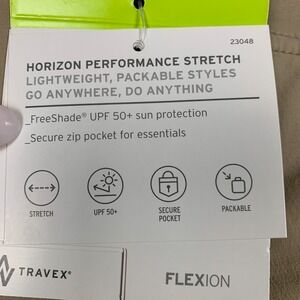 23048
HORIZON PERFORMANCE STRETCH
LIGHTWEIGHT, PACKABLE STYLES
GO ANYWHERE, DO ANYTHING
_FreeShade® UPF 50+ sun protection
_Secure zip pocket for essentials
STRETCH
UPF 50+
SECURE
POCKET
PACKABLE
TRAVEX®
FLEXION